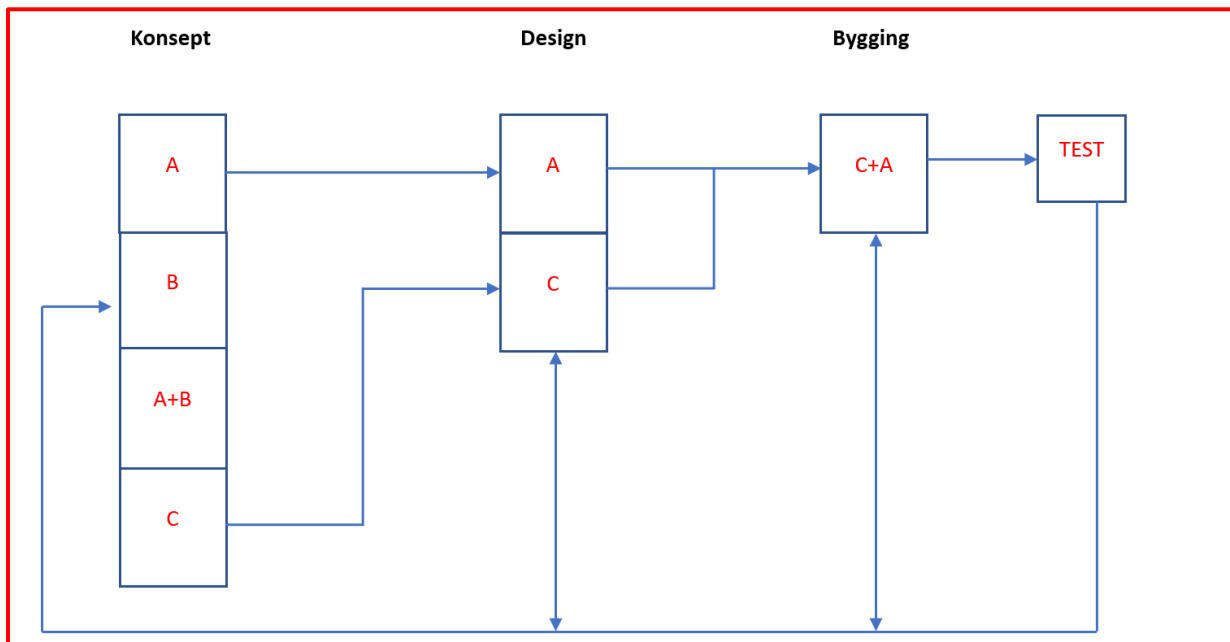 Konsept
Design
Bygging
A
A
C+A
TEST
B
C
A+B
C